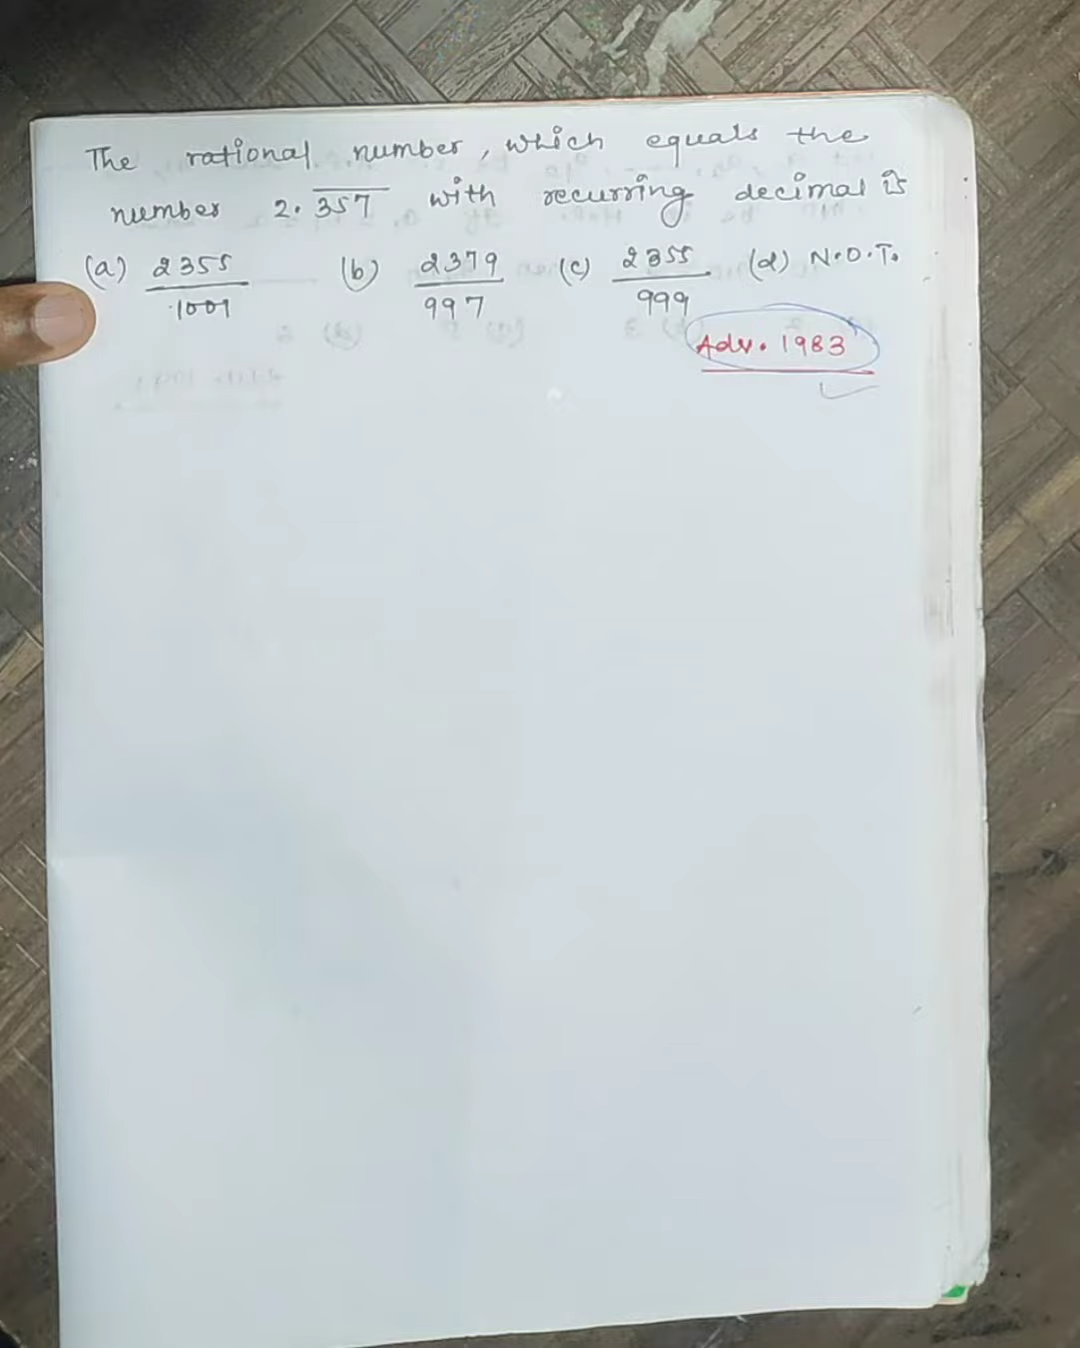 The rational number, which equals the
number 2.\overline{357} with recurring decimal is
(a) 2355/1001 (b) 2379/997 (c) 2355/999 (d) N.O.T.
Adv. 1983